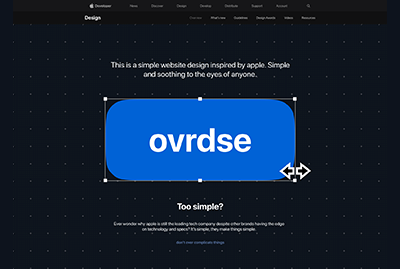 Developer News Discover Design Develop Distribute Support Account
Design Overview What's new Guidelines Design Awards Videos Resources
This is a simple website design inspired by apple. Simple
and soothing to the eyes of anyone.
ovrdse
Too simple?
Ever wonder why apple is still the leading tech company despite other brands having the edge
on technology and specs? It's simple, they make things simple.
don't over complicate things